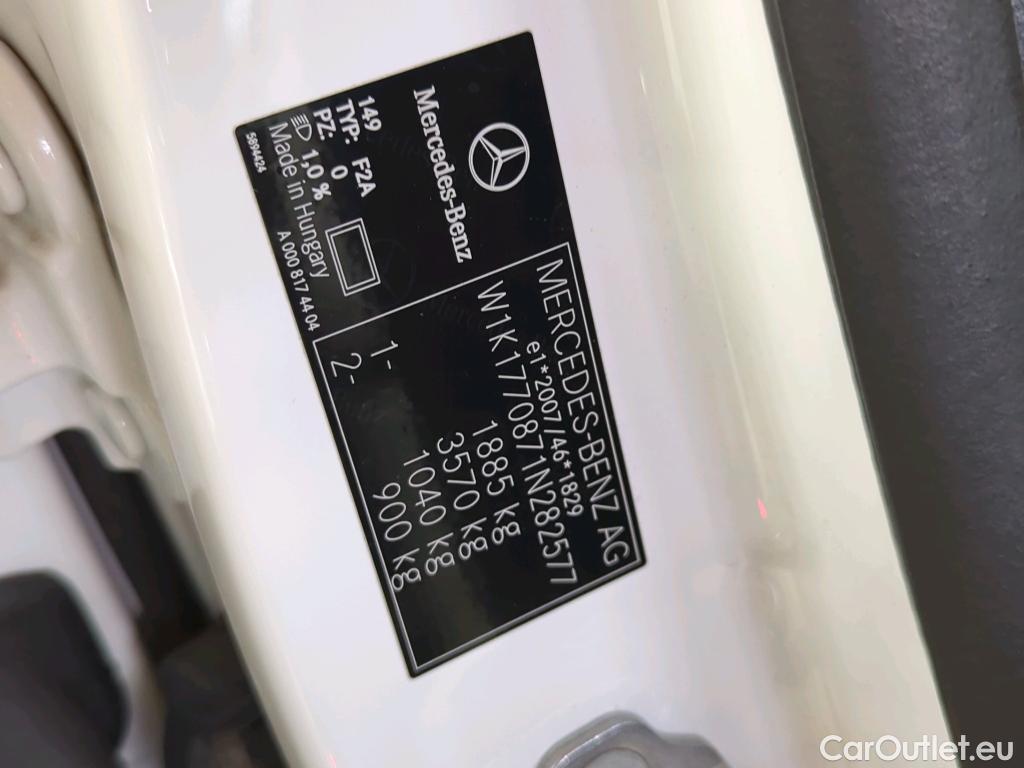 Mercedes-Benz
MERCEDES-BENZ AG
e1*2007/46*1829
W1K1770871N282577
1885 kg
3570 kg
1- 1040 kg
2- 900 kg
149
TYP: F2A
PZ: 0
1,0 %
Made in Hungary
5894424
A 000 817 44 04
CarOutlet.eu